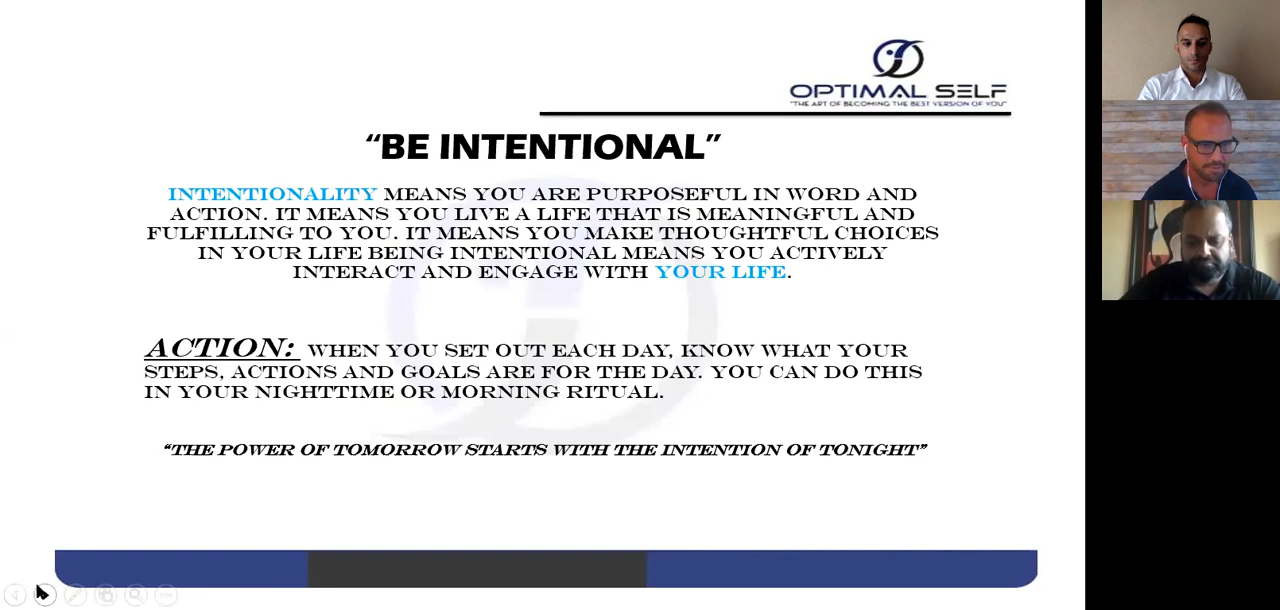 OPTIMAL SELF
"THE ART OF BECOMING THE BEST VERSION OF YOU"
“BE INTENTIONAL”
INTENTIONALITY MEANS YOU ARE PURPOSEFUL IN WORD AND
ACTION. IT MEANS YOU LIVE A LIFE THAT IS MEANINGFUL AND
FULFILLING TO YOU. IT MEANS YOU MAKE THOUGHTFUL CHOICES
IN YOUR LIFE BEING INTENTIONAL MEANS YOU ACTIVELY
INTERACT AND ENGAGE WITH YOUR LIFE.
ACTION: WHEN YOU SET OUT EACH DAY, KNOW WHAT YOUR
STEPS, ACTIONS AND GOALS ARE FOR THE DAY. YOU CAN DO THIS
IN YOUR NIGHTTIME OR MORNING RITUAL.
“THE POWER OF TOMORROW STARTS WITH THE INTENTION OF TONIGHT”